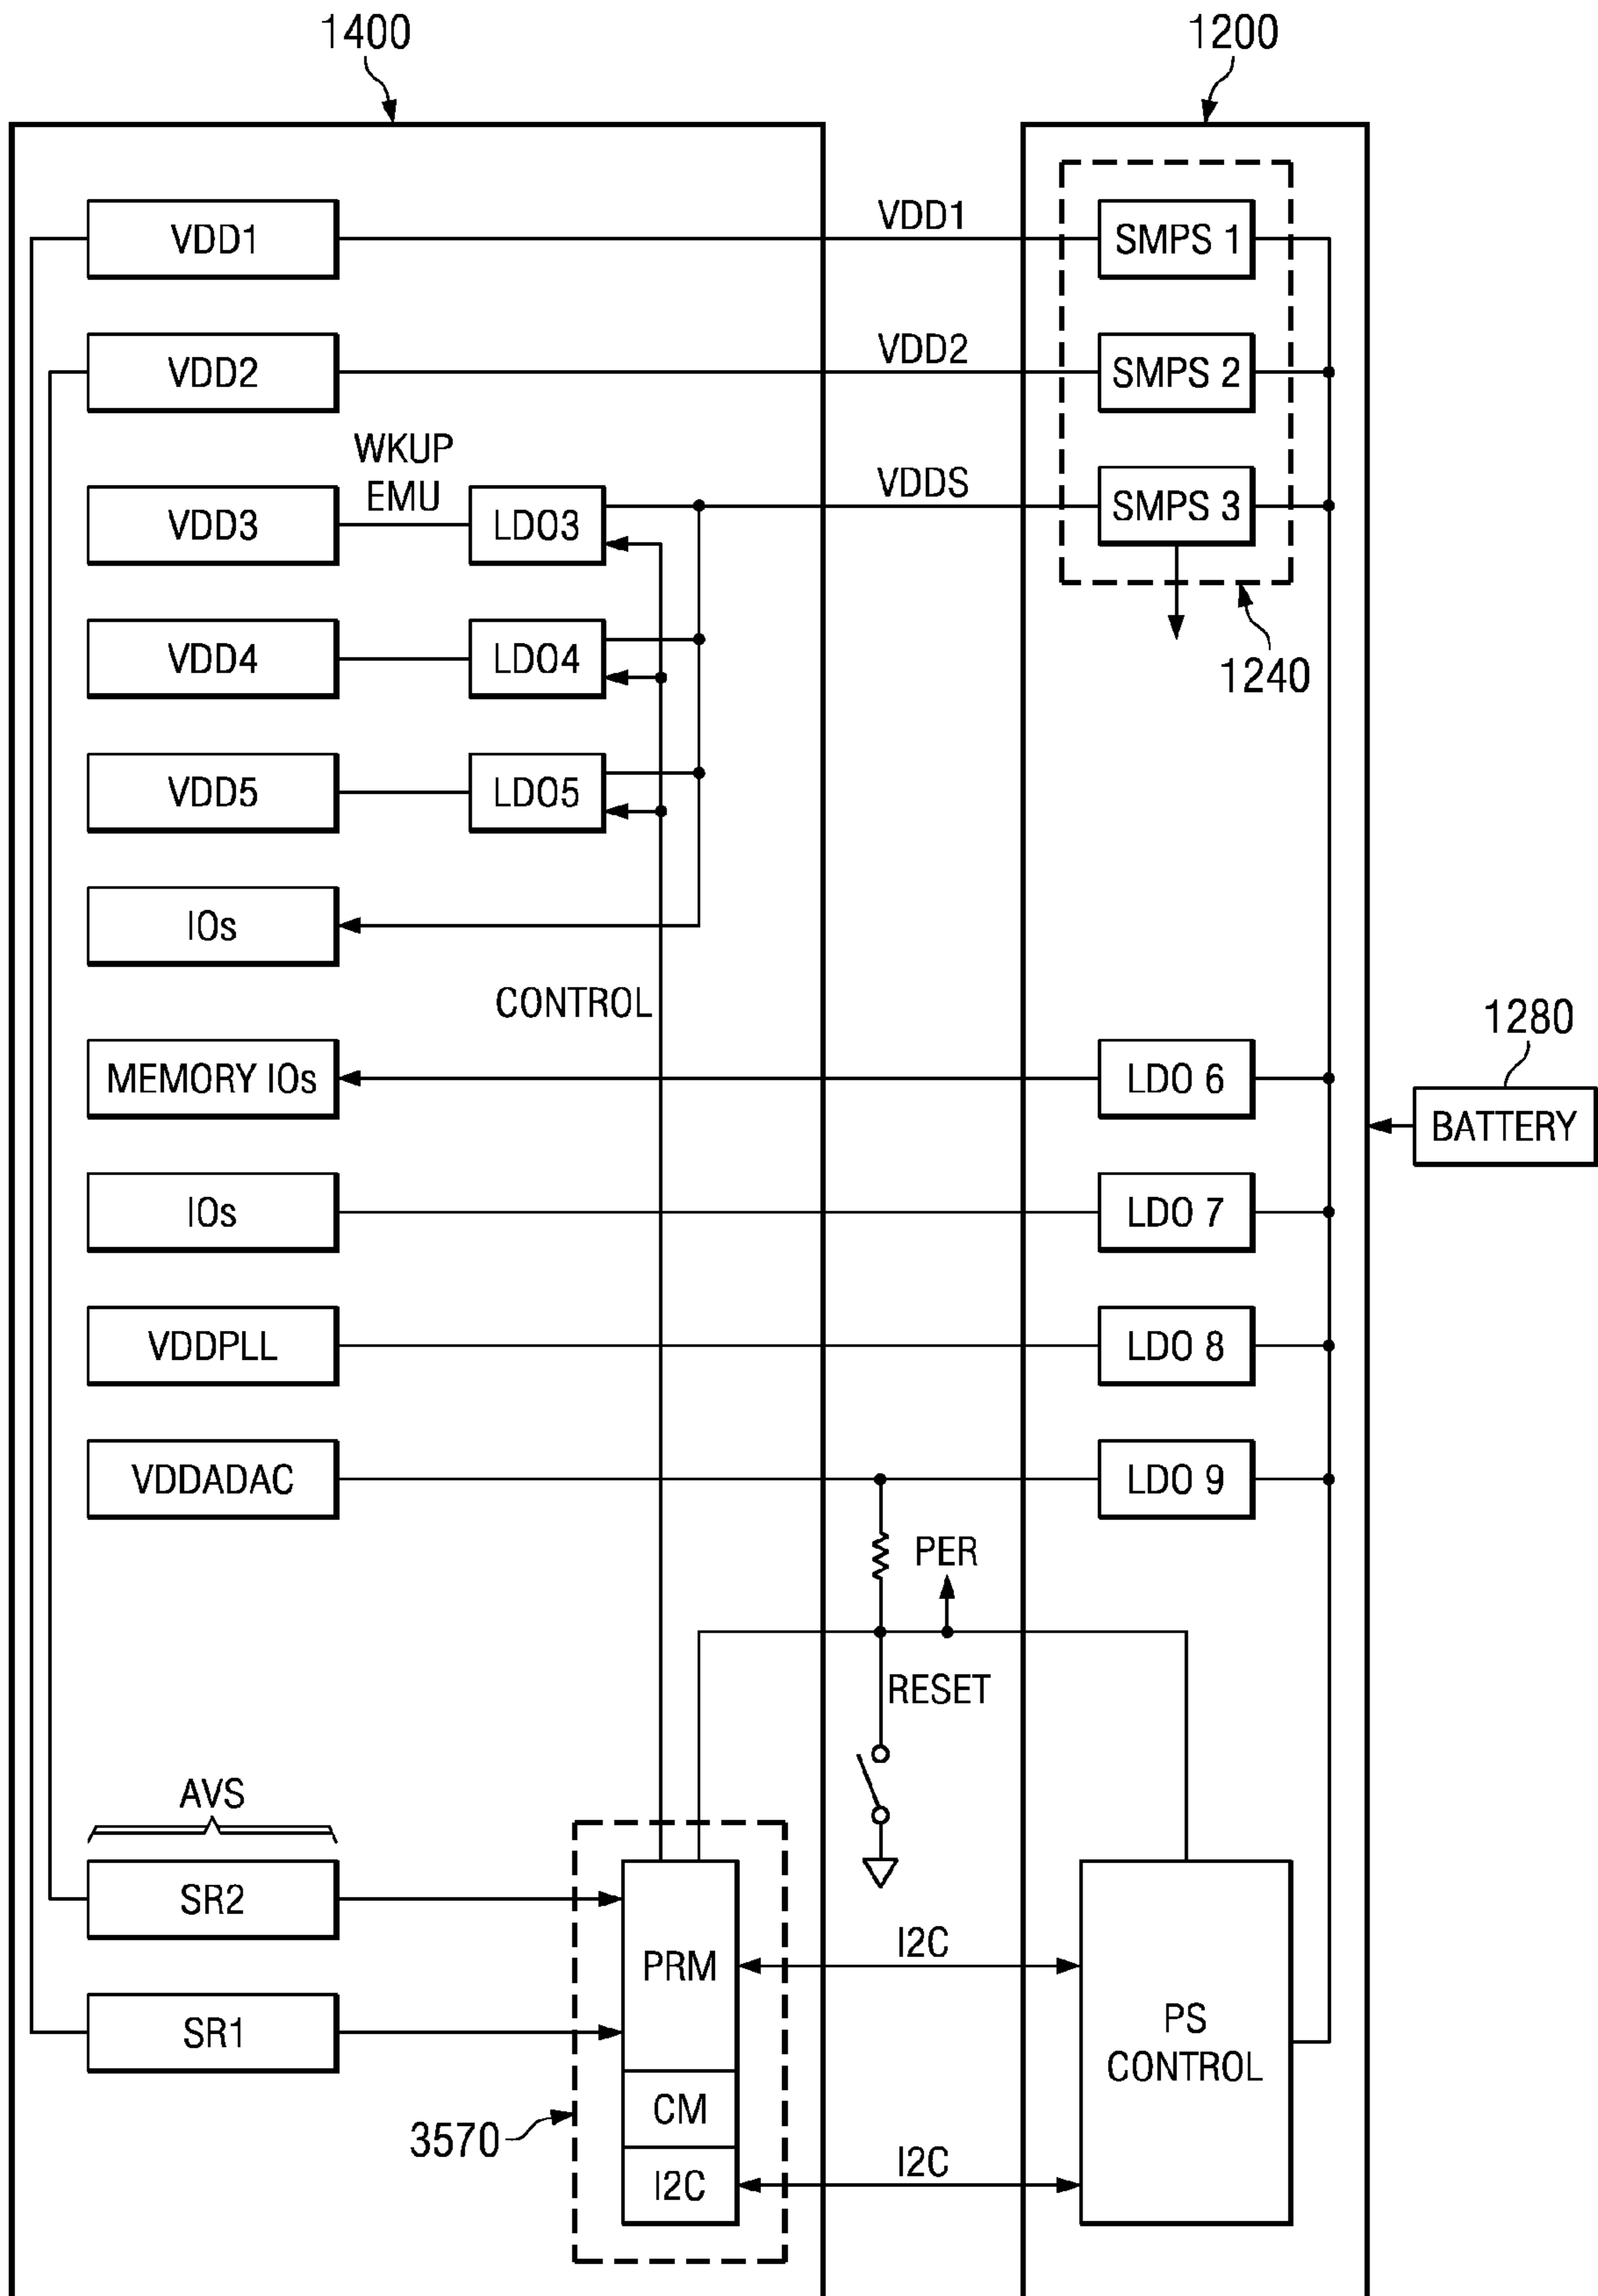 1400
1200
VDD1
VDD1
SMPS 1
VDD2
VDD2
SMPS 2
WKUP
EMU
VDD3
LDO3
VDDS
SMPS 3
VDD4
LDO4
1240
VDD5
LDO5
IOs
CONTROL
1280
MEMORY IOs
LDO 6
BATTERY
IOs
LDO 7
VDDPLL
LDO 8
VDDADAC
LDO 9
PER
RESET
AVS
SR2
PRM
I2C
SR1
PS
CONTROL
CM
3570
I2C
I2C